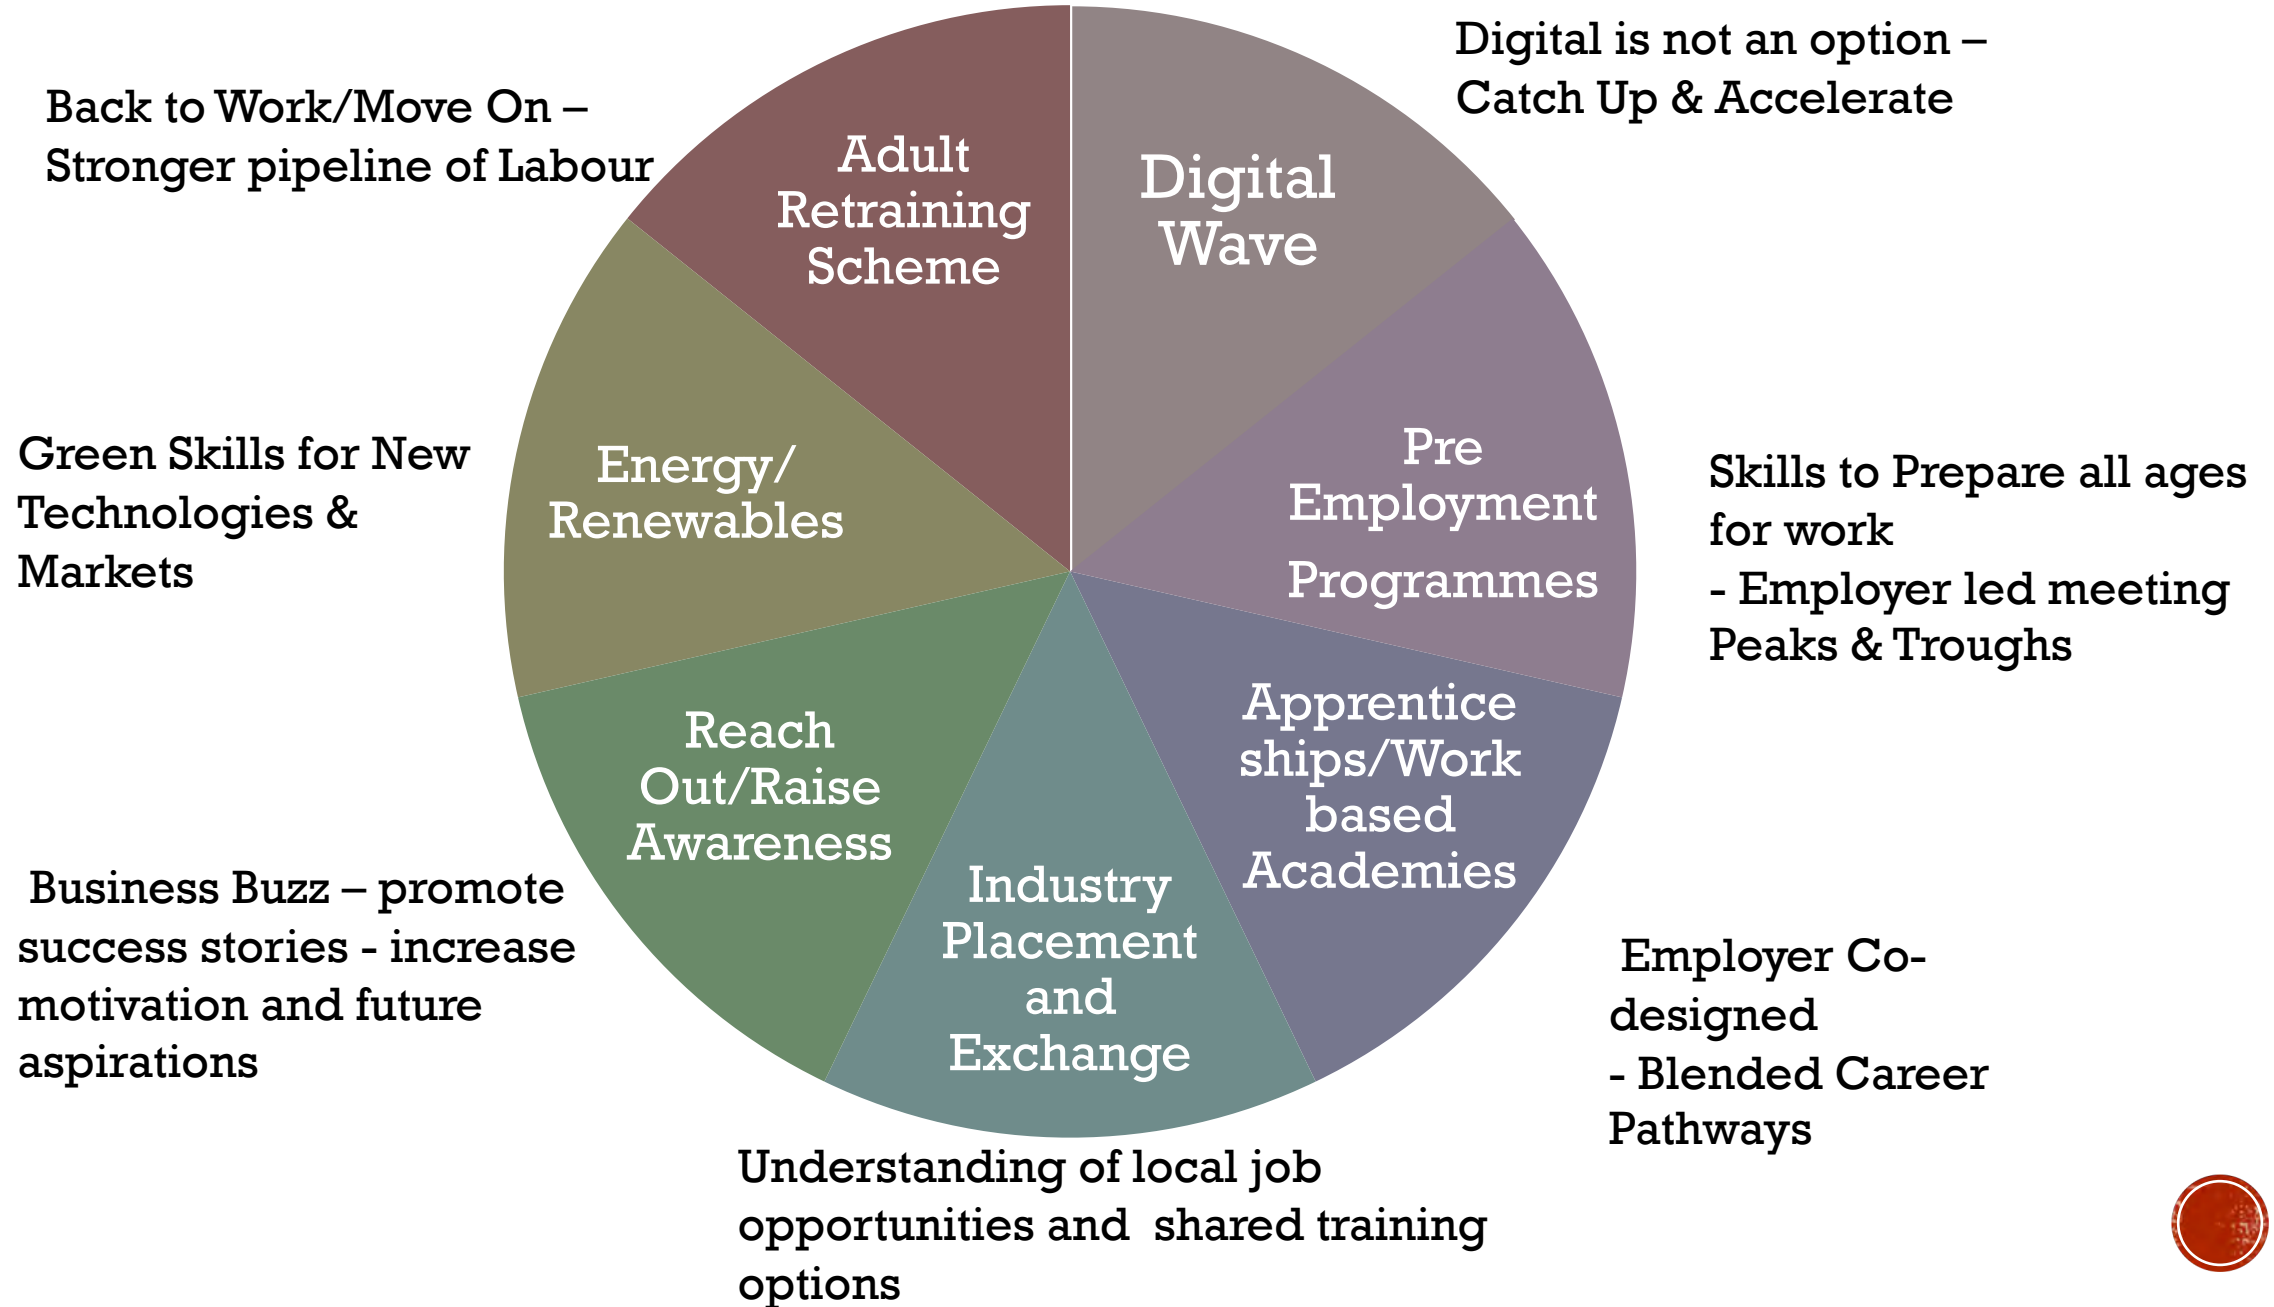 Digital is not an option –
Catch Up & Accelerate
Back to Work/Move On –
Stronger pipeline of Labour
Adult
Retraining
Scheme
Digital
Wave
Green Skills for New
Technologies &
Markets
Energy/
Renewables
Pre
Employment
Programmes
Skills to Prepare all ages
for work
- Employer led meeting
Peaks & Troughs
Reach
Out/Raise
Awareness
Apprentice
ships/Work
based
Academies
Industry
Placement
and
Exchange
Business Buzz – promote
success stories - increase
motivation and future
aspirations
Employer Co-
designed
- Blended Career
Pathways
Understanding of local job
opportunities and  shared training
options